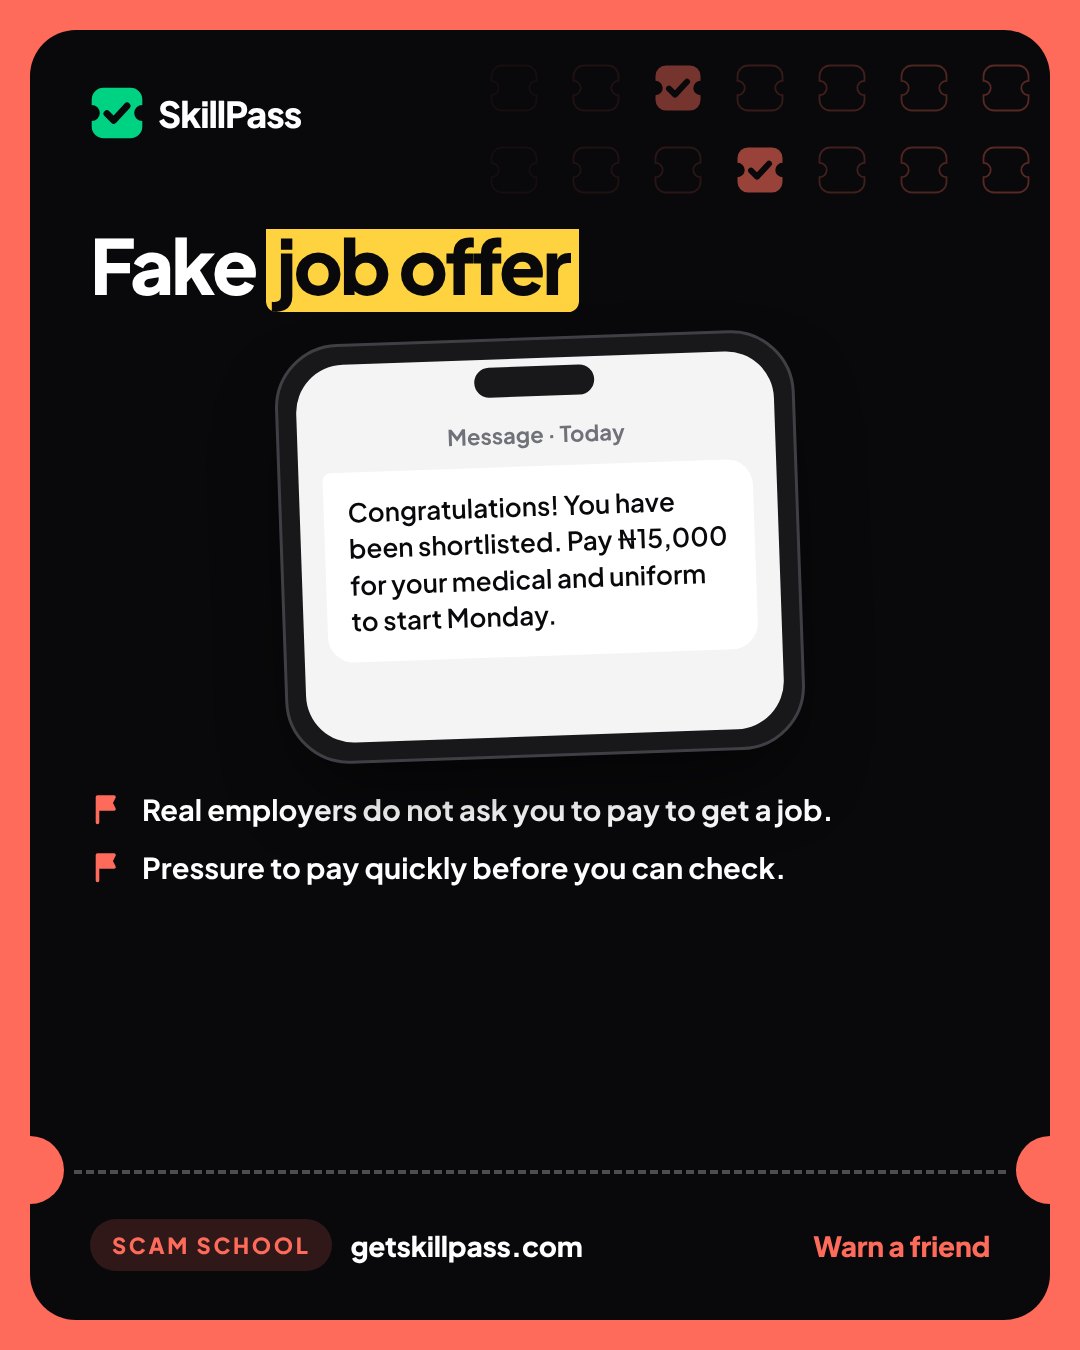 SkillPass
Fake job offer
Message · Today
Congratulations! You have
been shortlisted. Pay ₦15,000
for your medical and uniform
to start Monday.
Real employers do not ask you to pay to get a job.
Pressure to pay quickly before you can check.
SCAM SCHOOL getskillpass.com Warn a friend